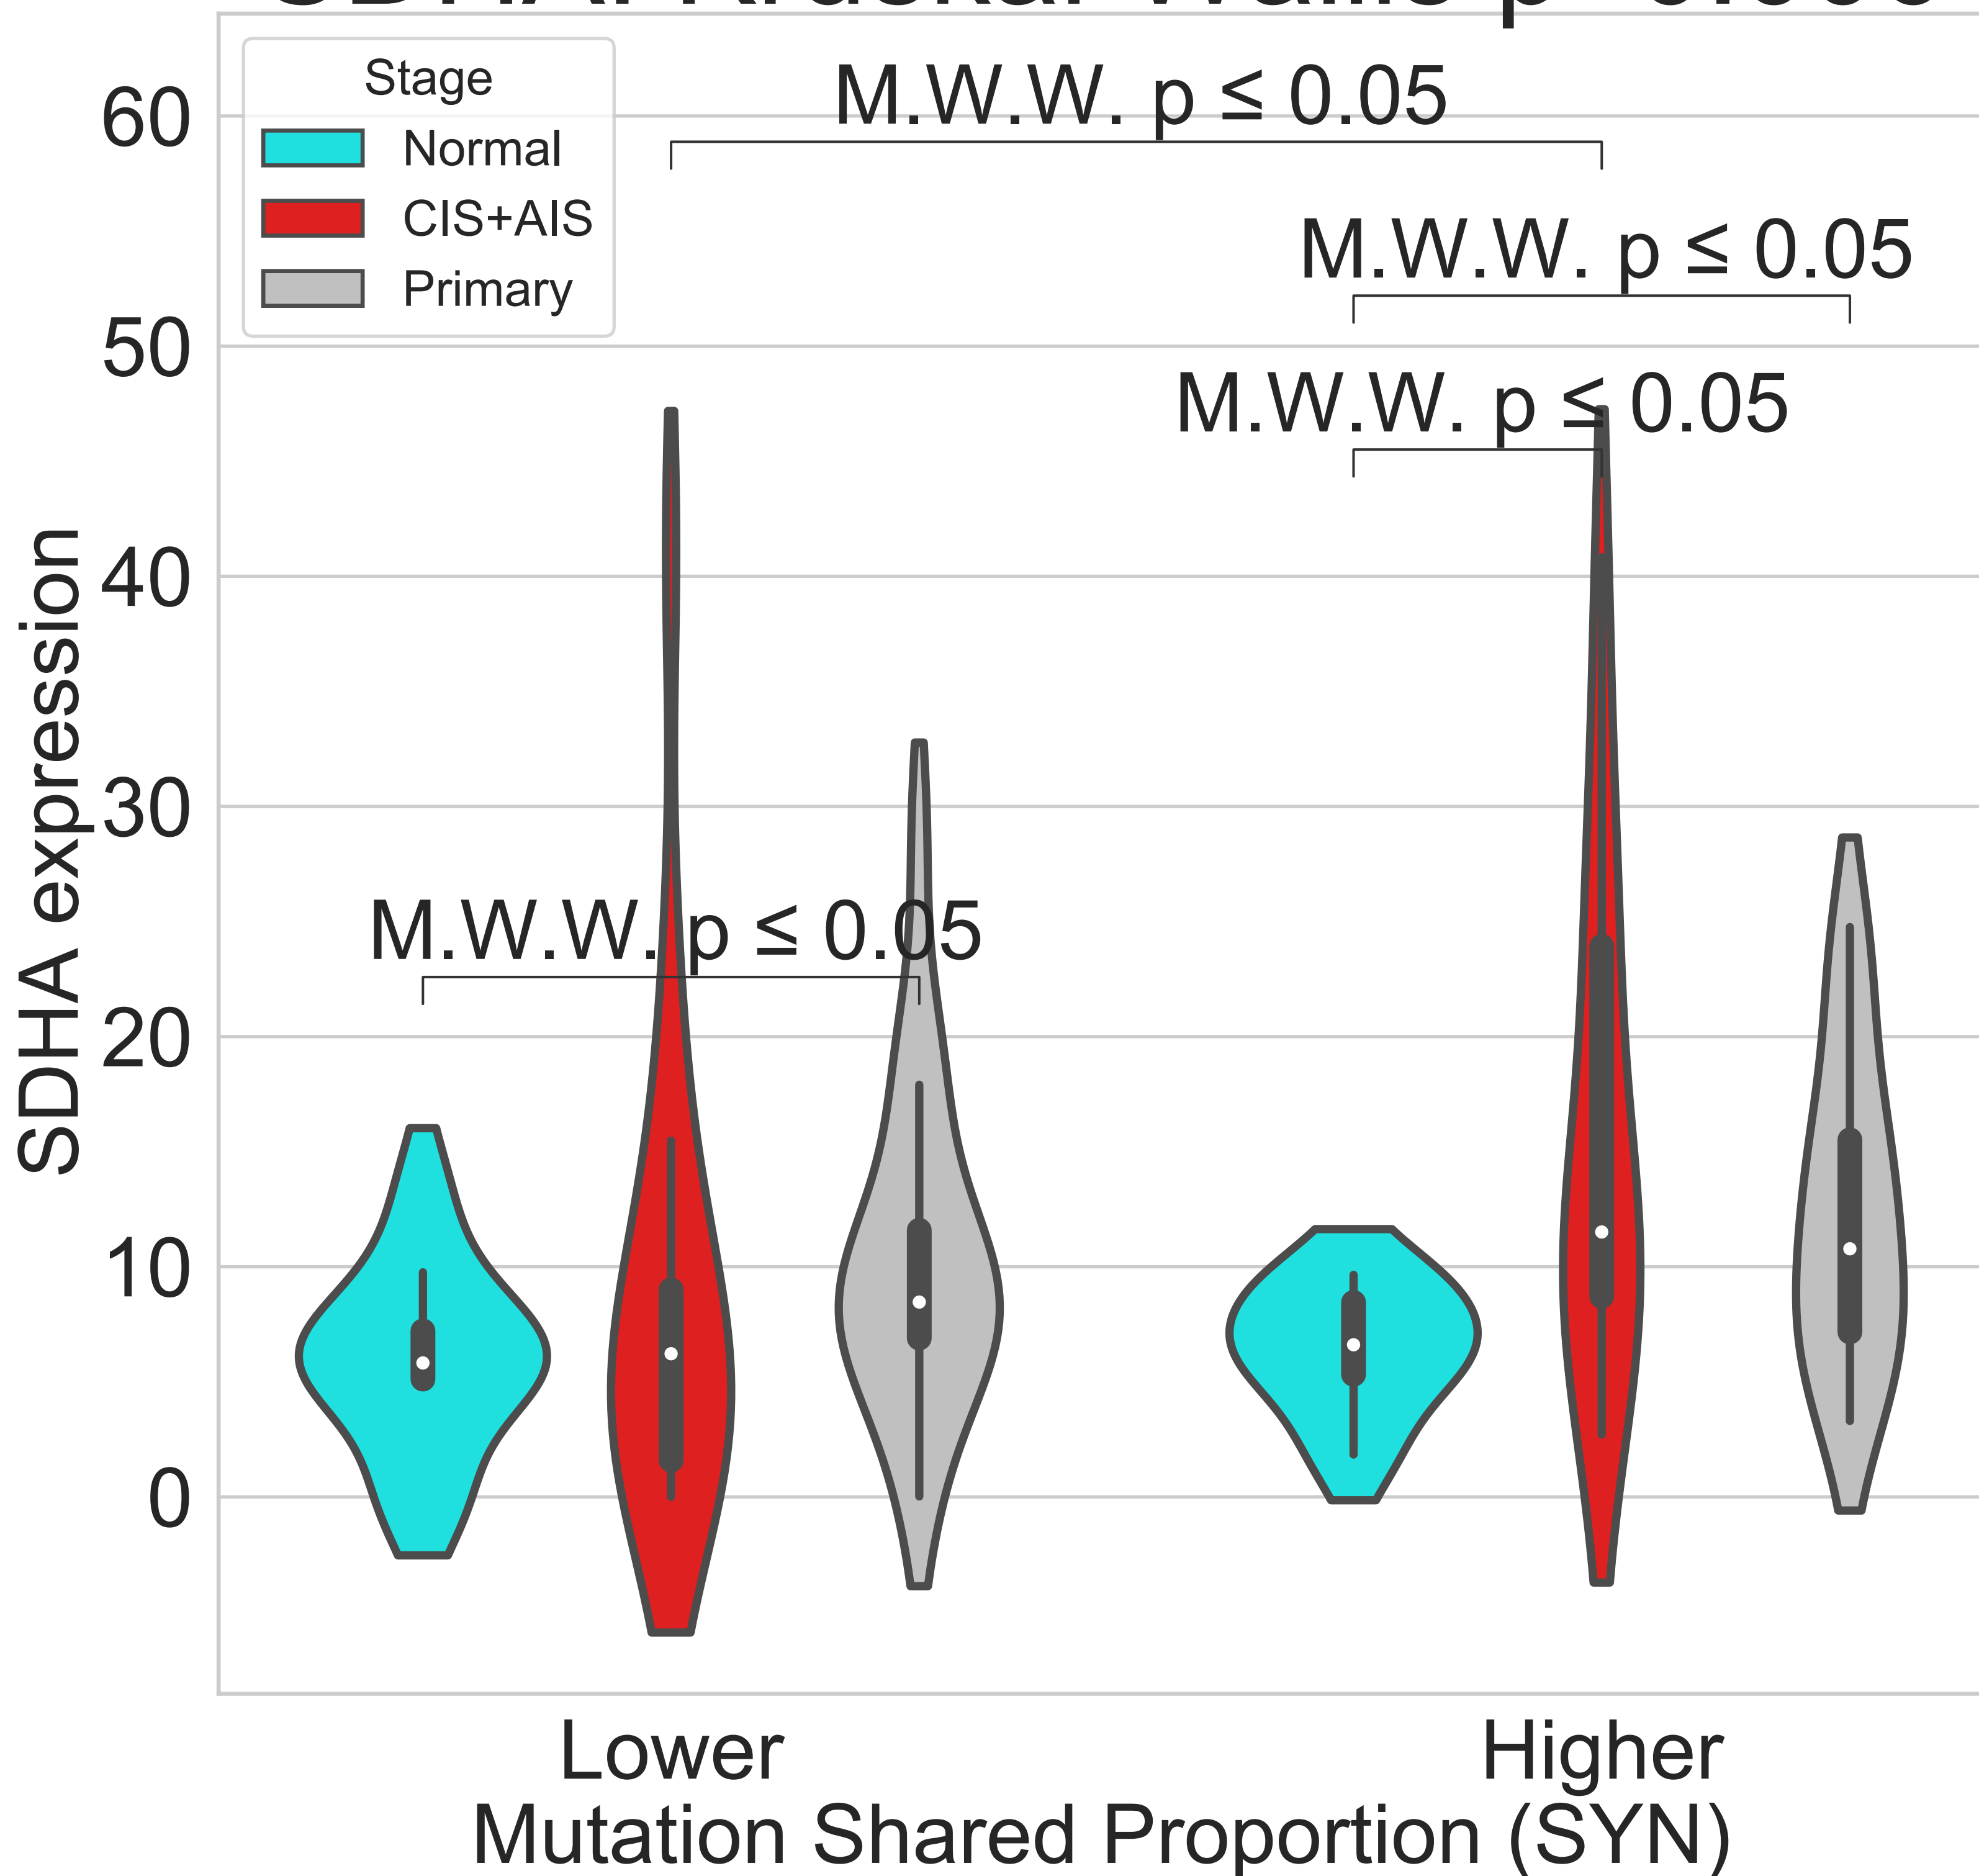 Stage
Normal
CIS+AIS
Primary
M.W.W. p ≤ 0.05
M.W.W. p ≤ 0.05
M.W.W. p ≤ 0.05
M.W.W. p ≤ 0.05
60
50
40
30
20
10
0
SDHA expression
Lower
Higher
Mutation Shared Proportion (SYN)